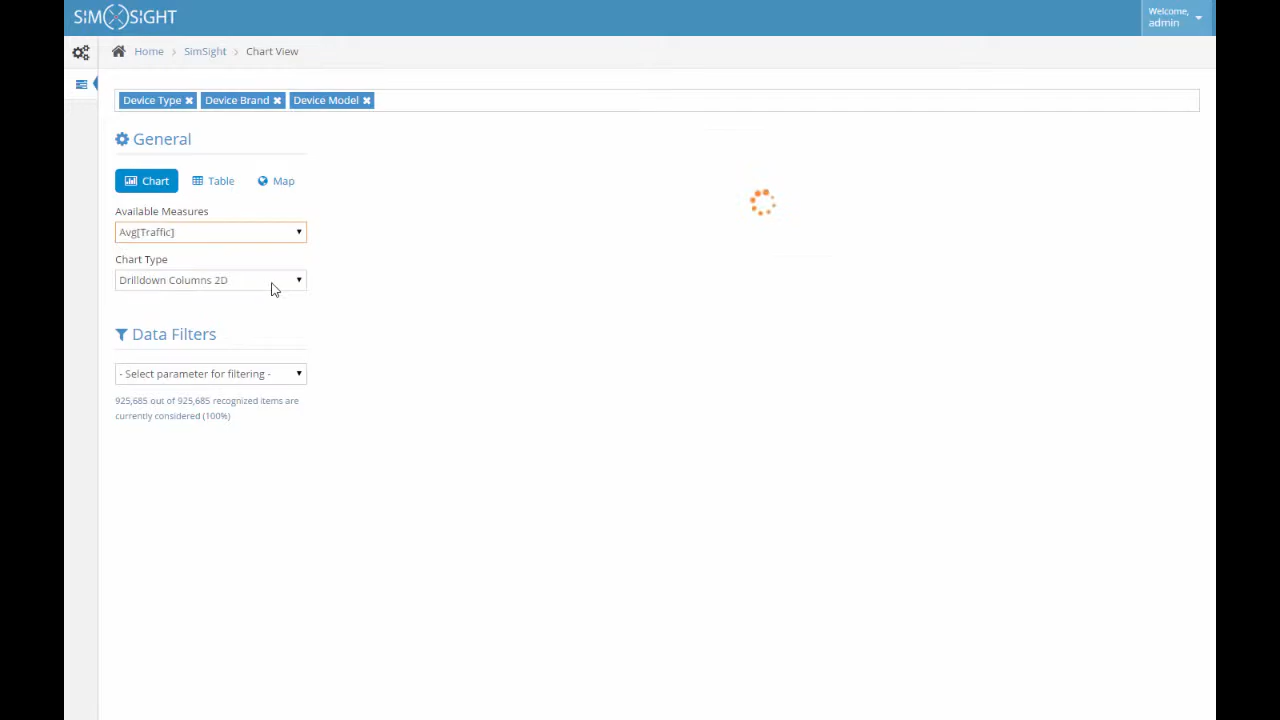 SIMXSIGHT
Welcome,
admin
Home > SimSight > Chart View
Device Type × Device Brand × Device Model ×
General
Chart Table Map
Available Measures
Avg[Traffic]
Chart Type
Drilldown Columns 2D
Data Filters
- Select parameter for filtering -
925,685 out of 925,685 recognized items are
currently considered (100%)